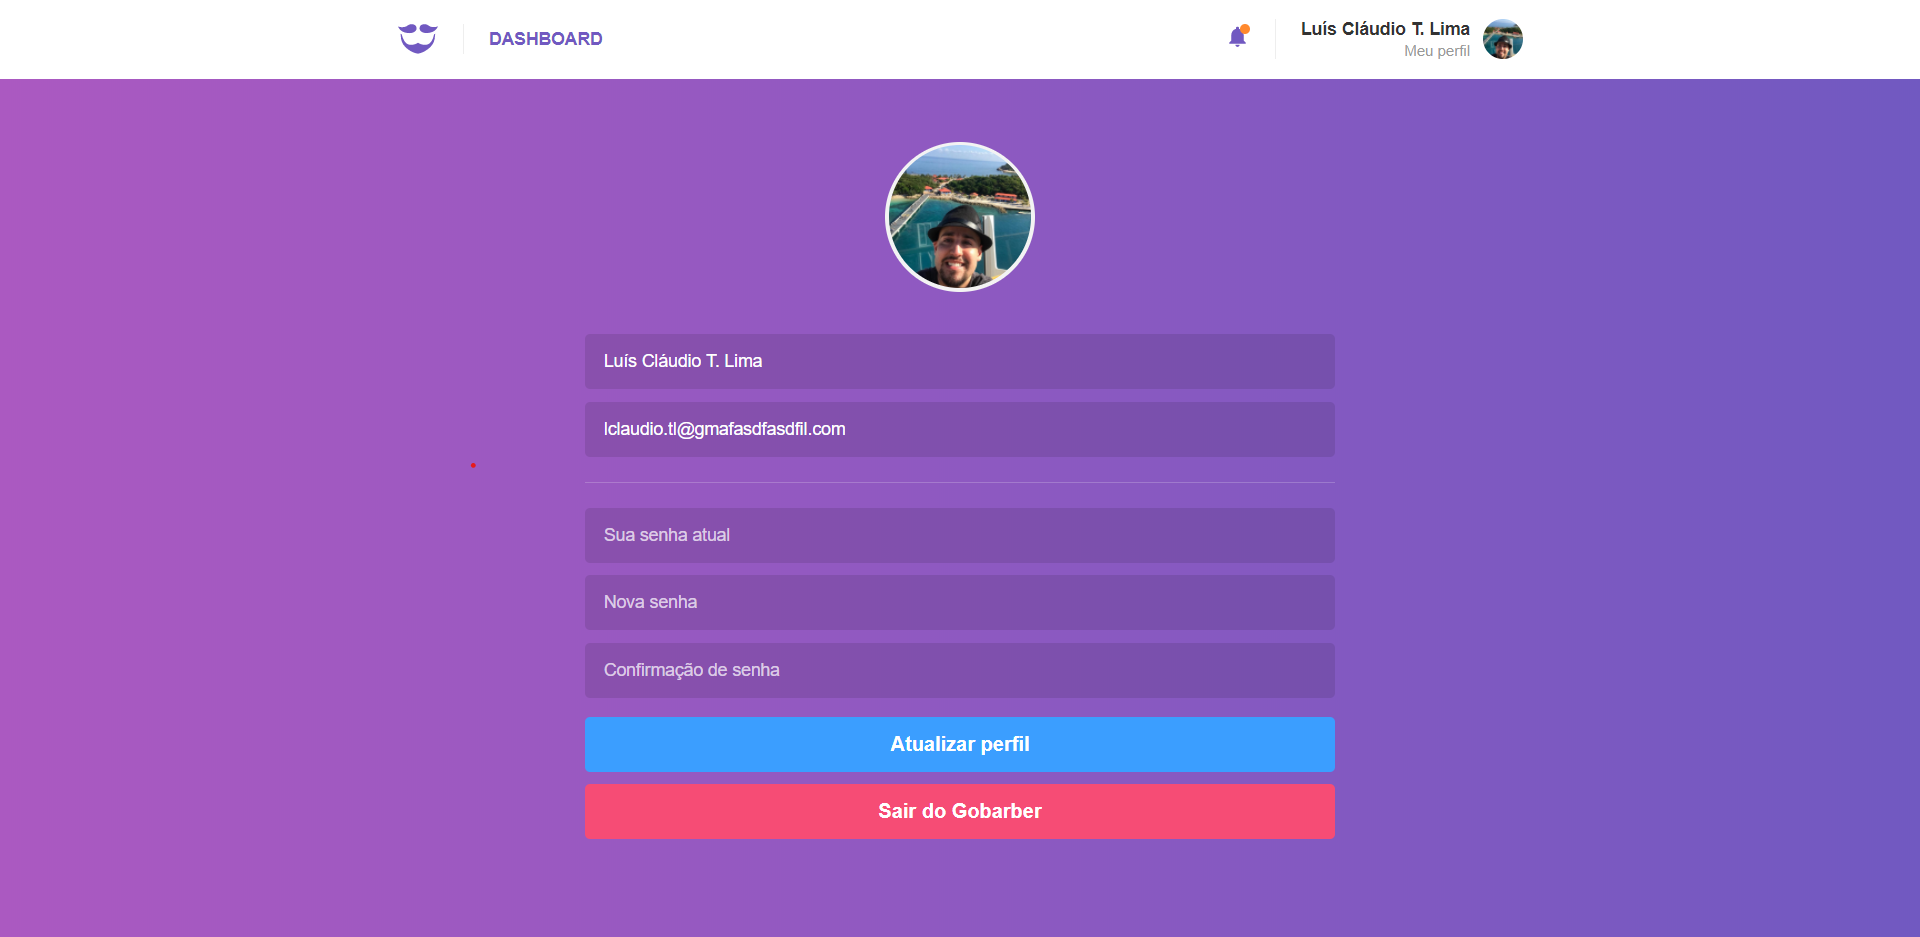 DASHBOARD
Luís Cláudio T. Lima
Meu perfil
Luís Cláudio T. Lima
lclaudio.tl@gmafasdfasdfil.com
Sua senha atual
Nova senha
Confirmação de senha
Atualizar perfil
Sair do Gobarber